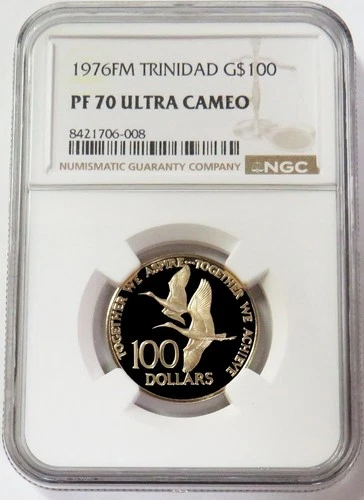 1976FM TRINIDAD G$100
PF 70 ULTRA CAMEO
8421706-008
NUMISMATIC GUARANTY COMPANY NGC
TOGETHER WE ASPIRE---TOGETHER WE ACHIEVE
100
DOLLARS